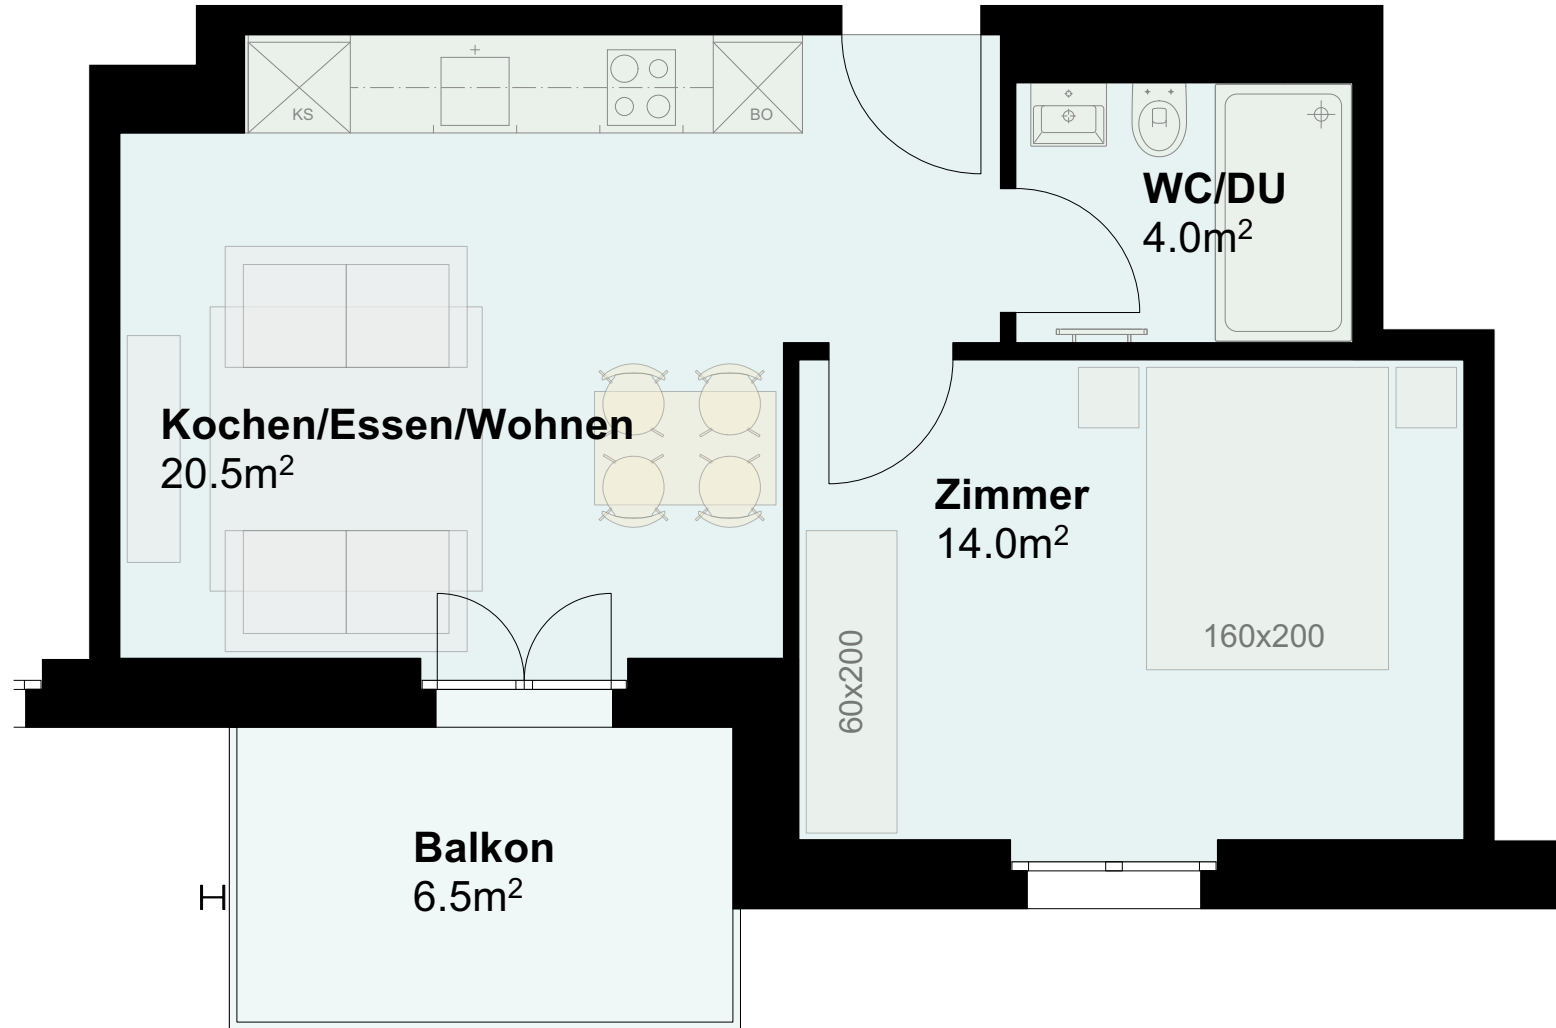 KS
BO
WC/DU
4.0m²
Kochen/Essen/Wohnen
20.5m²
Zimmer
14.0m²
160x200
60x200
Balkon
6.5m²